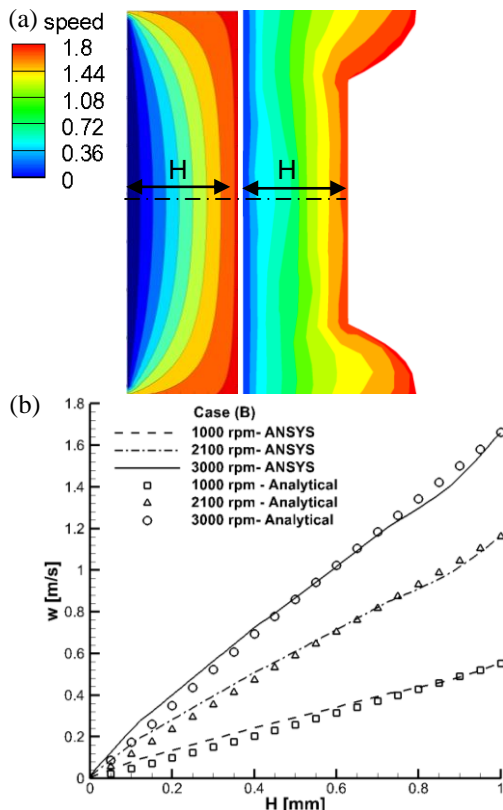 (a) speed
1.8
1.44
1.08
0.72
0.36
0
H
H
(b)
1.8
1.6
1.4
1.2
1
0.8
0.6
0.4
0.2
0
w [m/s]
Case (B)
1000 rpm- ANSYS
2100 rpm- ANSYS
3000 rpm- ANSYS
1000 rpm - Analytical
2100 rpm- Analytical
3000 rpm- Analytical
0.0
0.2
0.4
0.6
0.8
1
H [mm]